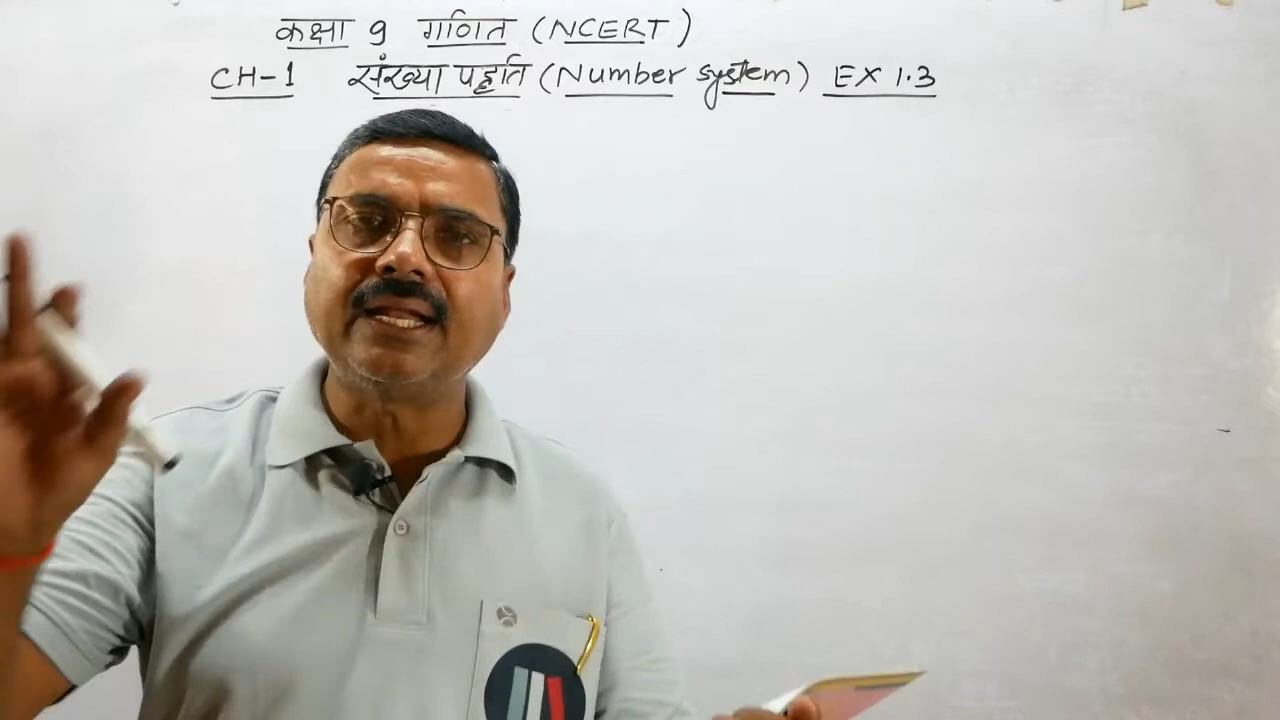 कक्षा 9 गणित (NCERT)
CH-1 संख्या पद्धति (Number system) EX 1.3